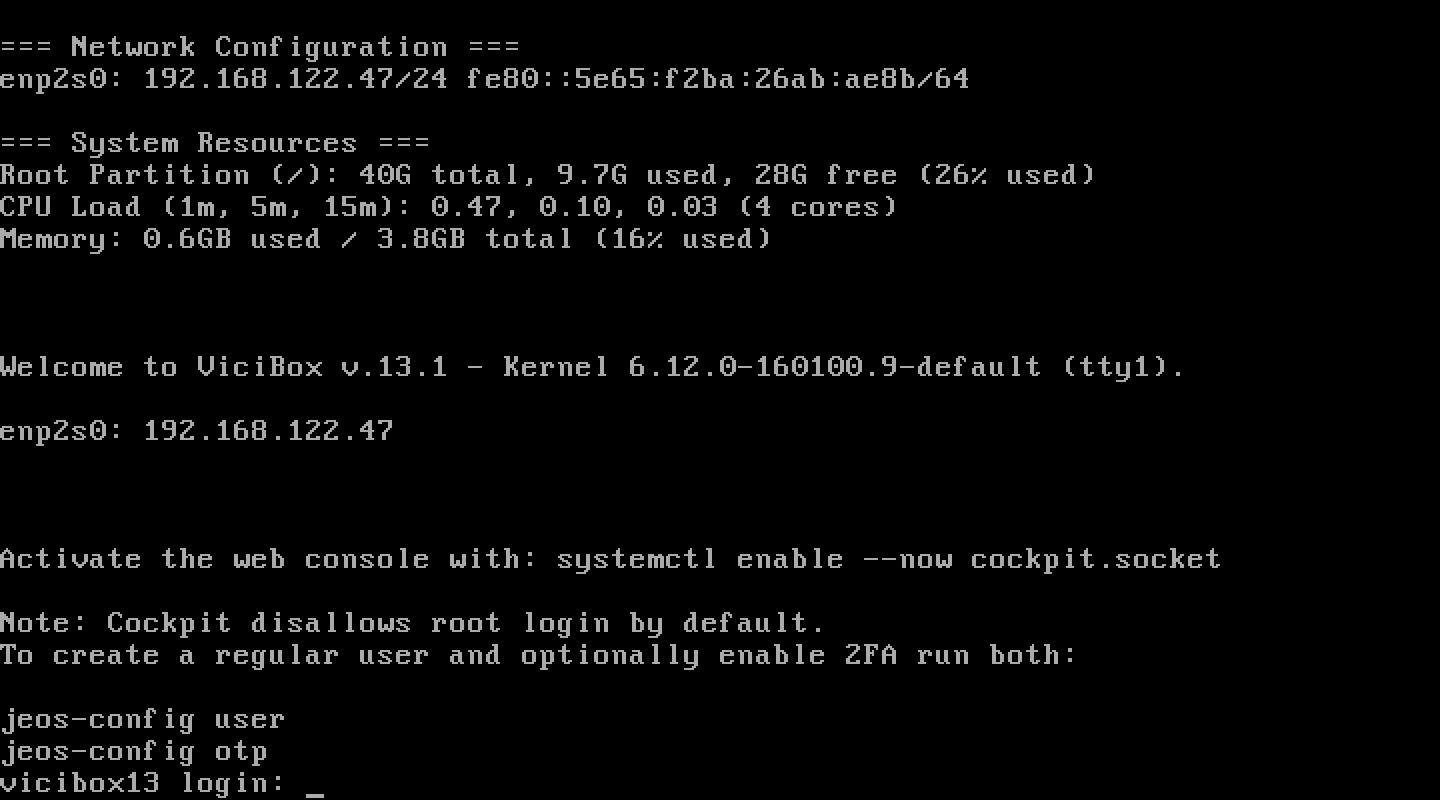 === Network Configuration ===
enp2s0: 192.168.122.47/24 fe80::5e65:f2ba:26ab:ae8b/64
=== System Resources ===
Root Partition (/): 40G total, 9.7G used, 28G free (26% used)
CPU Load (1m, 5m, 15m): 0.47, 0.10, 0.03 (4 cores)
Memory: 0.6GB used / 3.8GB total (16% used)
Welcome to ViciBox v.13.1 - Kernel 6.12.0-160100.9-default (tty1).
enp2s0: 192.168.122.47
Activate the web console with: systemctl enable --now cockpit.socket
Note: Cockpit disallows root login by default.
To create a regular user and optionally enable 2FA run both:
jeos-config user
jeos-config otp
vicibox13 login: _